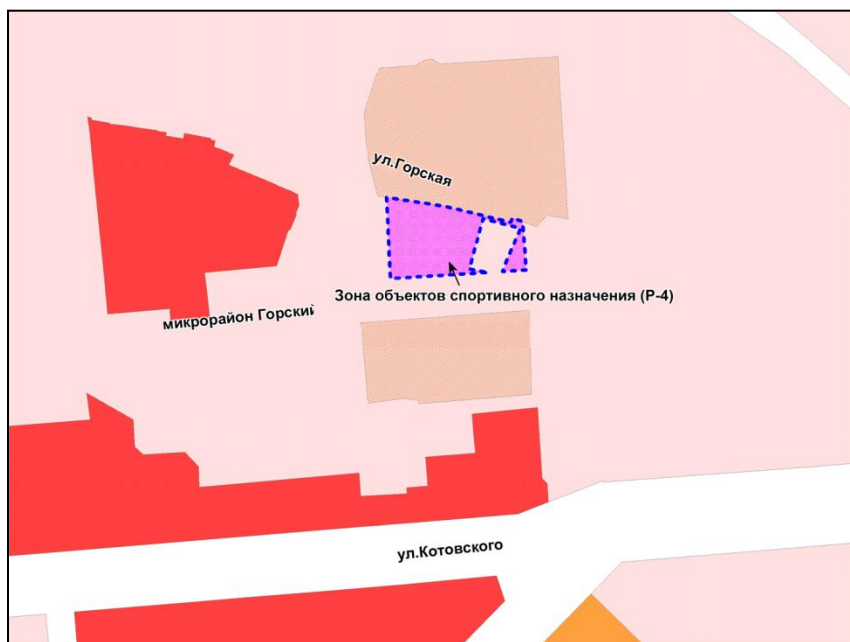 ул.Горская
Зона объектов спортивного назначения (Р-4)
микрорайон Горский
ул.Котовского